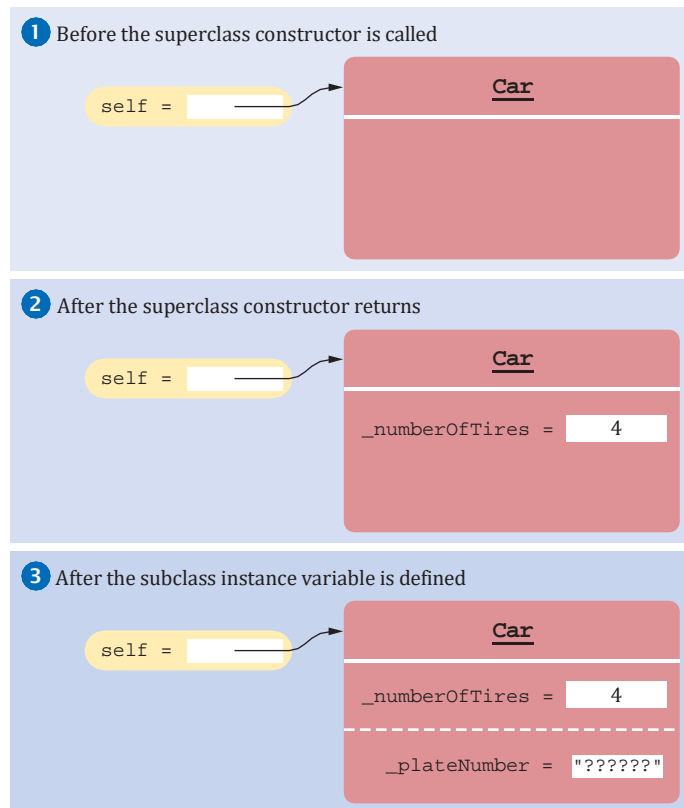 1 Before the superclass constructor is called
self =
Car
2 After the superclass constructor returns
self =
Car
_numberOfTires = 4
3 After the subclass instance variable is defined
self =
Car
_numberOfTires = 4
_plateNumber = "??????"